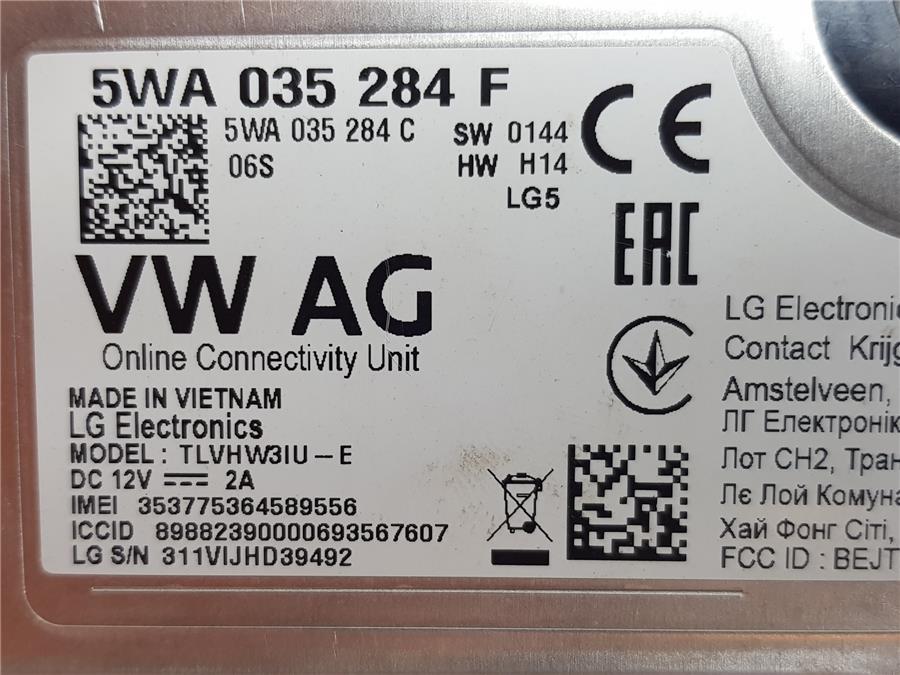 5WA 035 284 F
5WA 035 284 C SW 0144
06S HW H14
LG5
CE
EAC
VW AG
Online Connectivity Unit
MADE IN VIETNAM
LG Electronics
MODEL : TLVHW3IU - E
DC 12V 2A
IMEI 353775364589556
ICCID 89882390000693567607
LG S/N 311VIJHD39492
LG Electroni
Contact Krijg
Amstelveen,
ЛГ Електронік
Лот CH2, Тран
Лє Лой Комуна
Хай Фонг Сіті,
FCC ID : BEJT